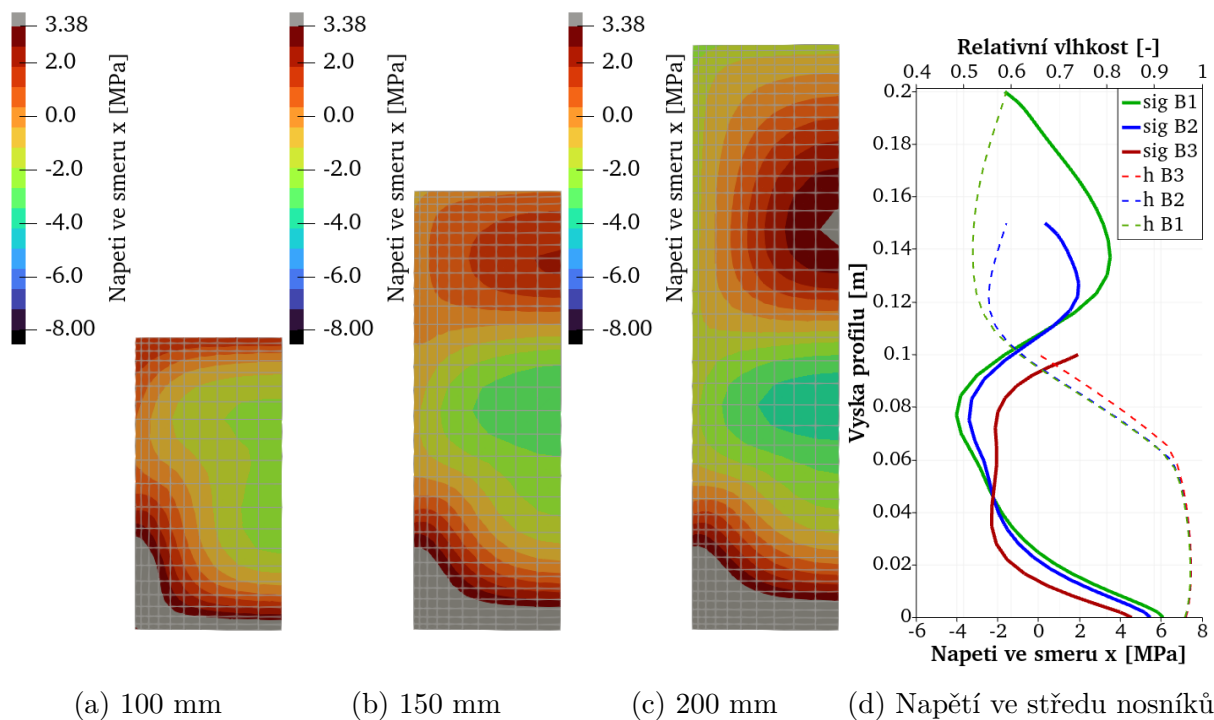 3.38
2.0
0.0
-2.0
-4.0
-6.0
-8.00
Napeti ve smeru x [MPa]
3.38
2.0
0.0
-2.0
-4.0
-6.0
-8.00
Napeti ve smeru x [MPa]
3.38
2.0
0.0
-2.0
-4.0
-6.0
-8.00
Napeti ve smeru x [MPa]
Relativní vlhkost [-]
0.4 0.5 0.6 0.7 0.8 0.9 1
sig B1
sig B2
sig B3
h B3
h B2
h B1
Vyska profilu [m]
0.2
0.18
0.16
0.14
0.12
0.1
0.08
0.06
0.04
0.02
0
-6 -4 -2 0 2 4 6 8
Napeti ve smeru x [MPa]
(a) 100 mm (b) 150 mm (c) 200 mm (d) Napětí ve středu nosníků